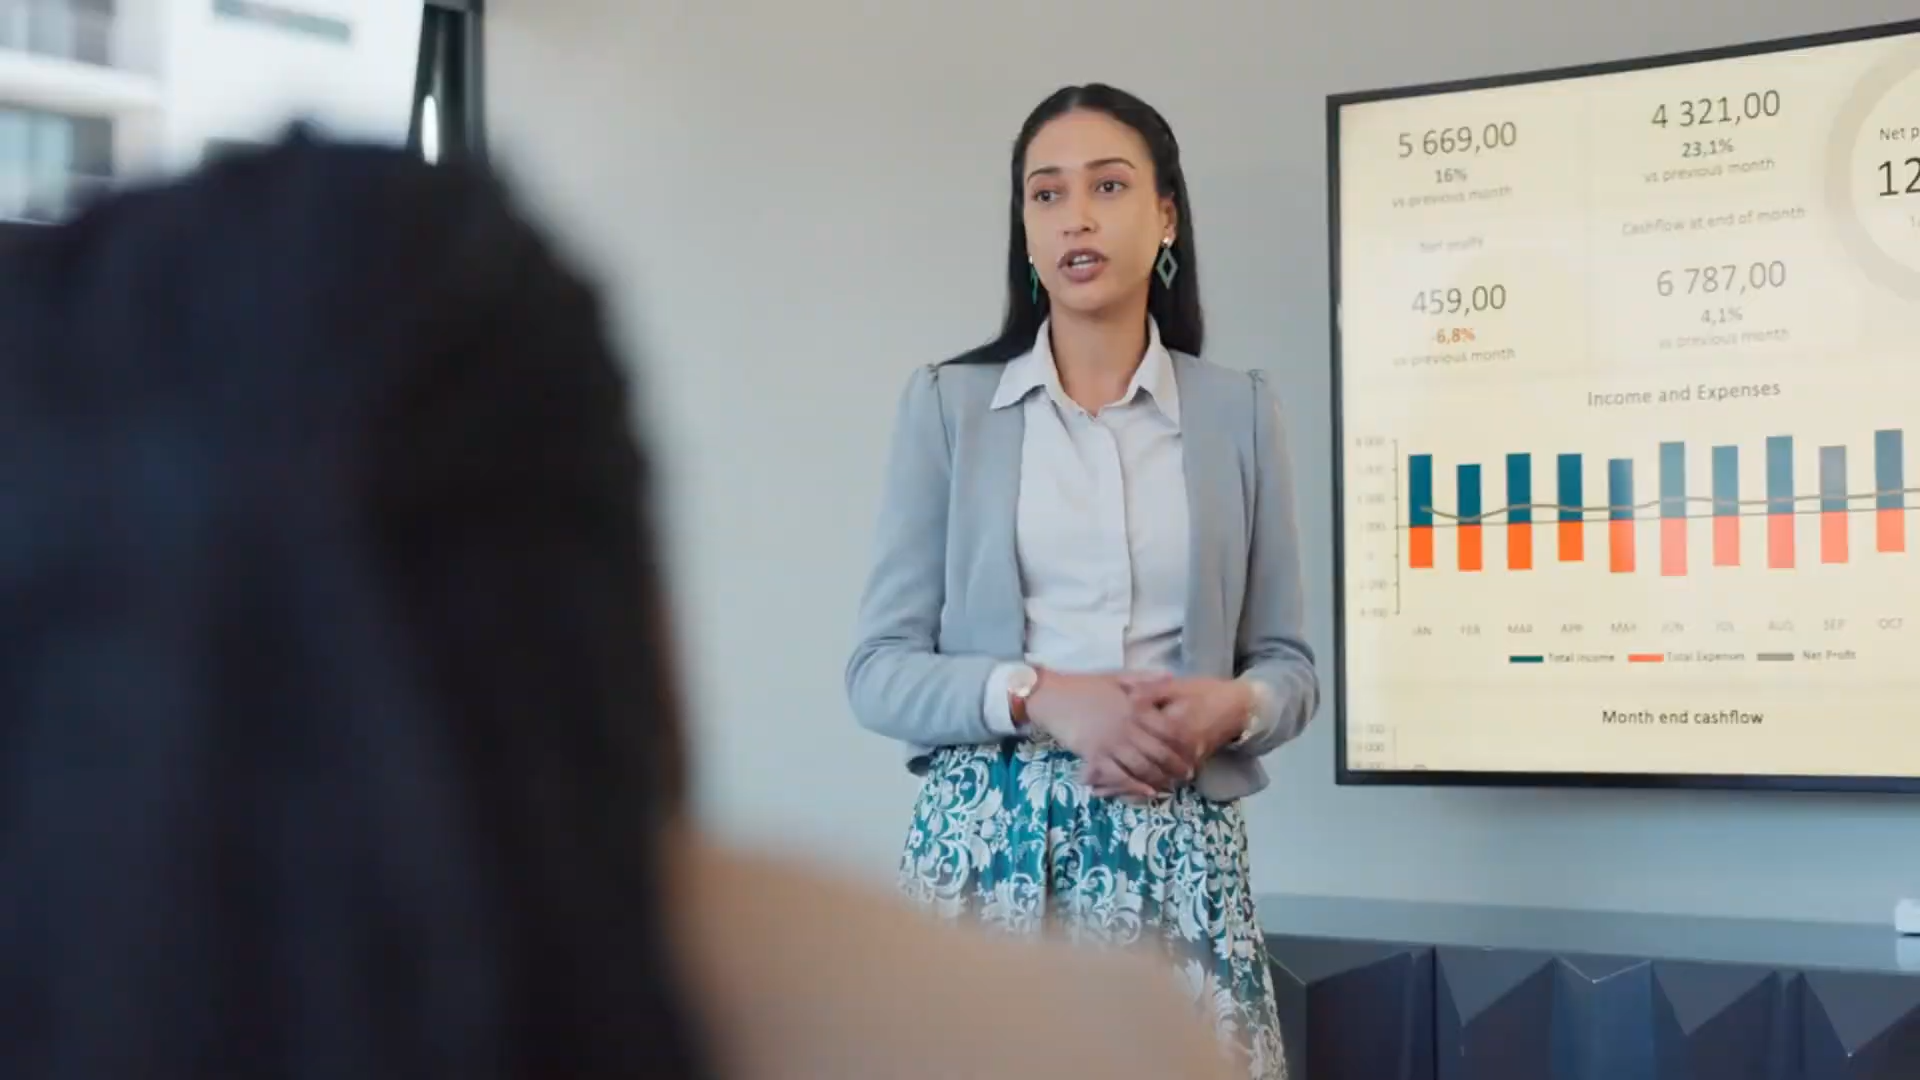 5 669,00
16%
vs previous month
Net profit
459,00
-6,8%
vs previous month
4 321,00
23,1%
vs previous month
Cashflow at end of month
6 787,00
4,1%
vs previous month
Net p
12
Income and Expenses
JAN FEB MAR APR MAY JUN JUL AUG SEP OCT
Total Income Total Expenses Net Profit
Month end cashflow